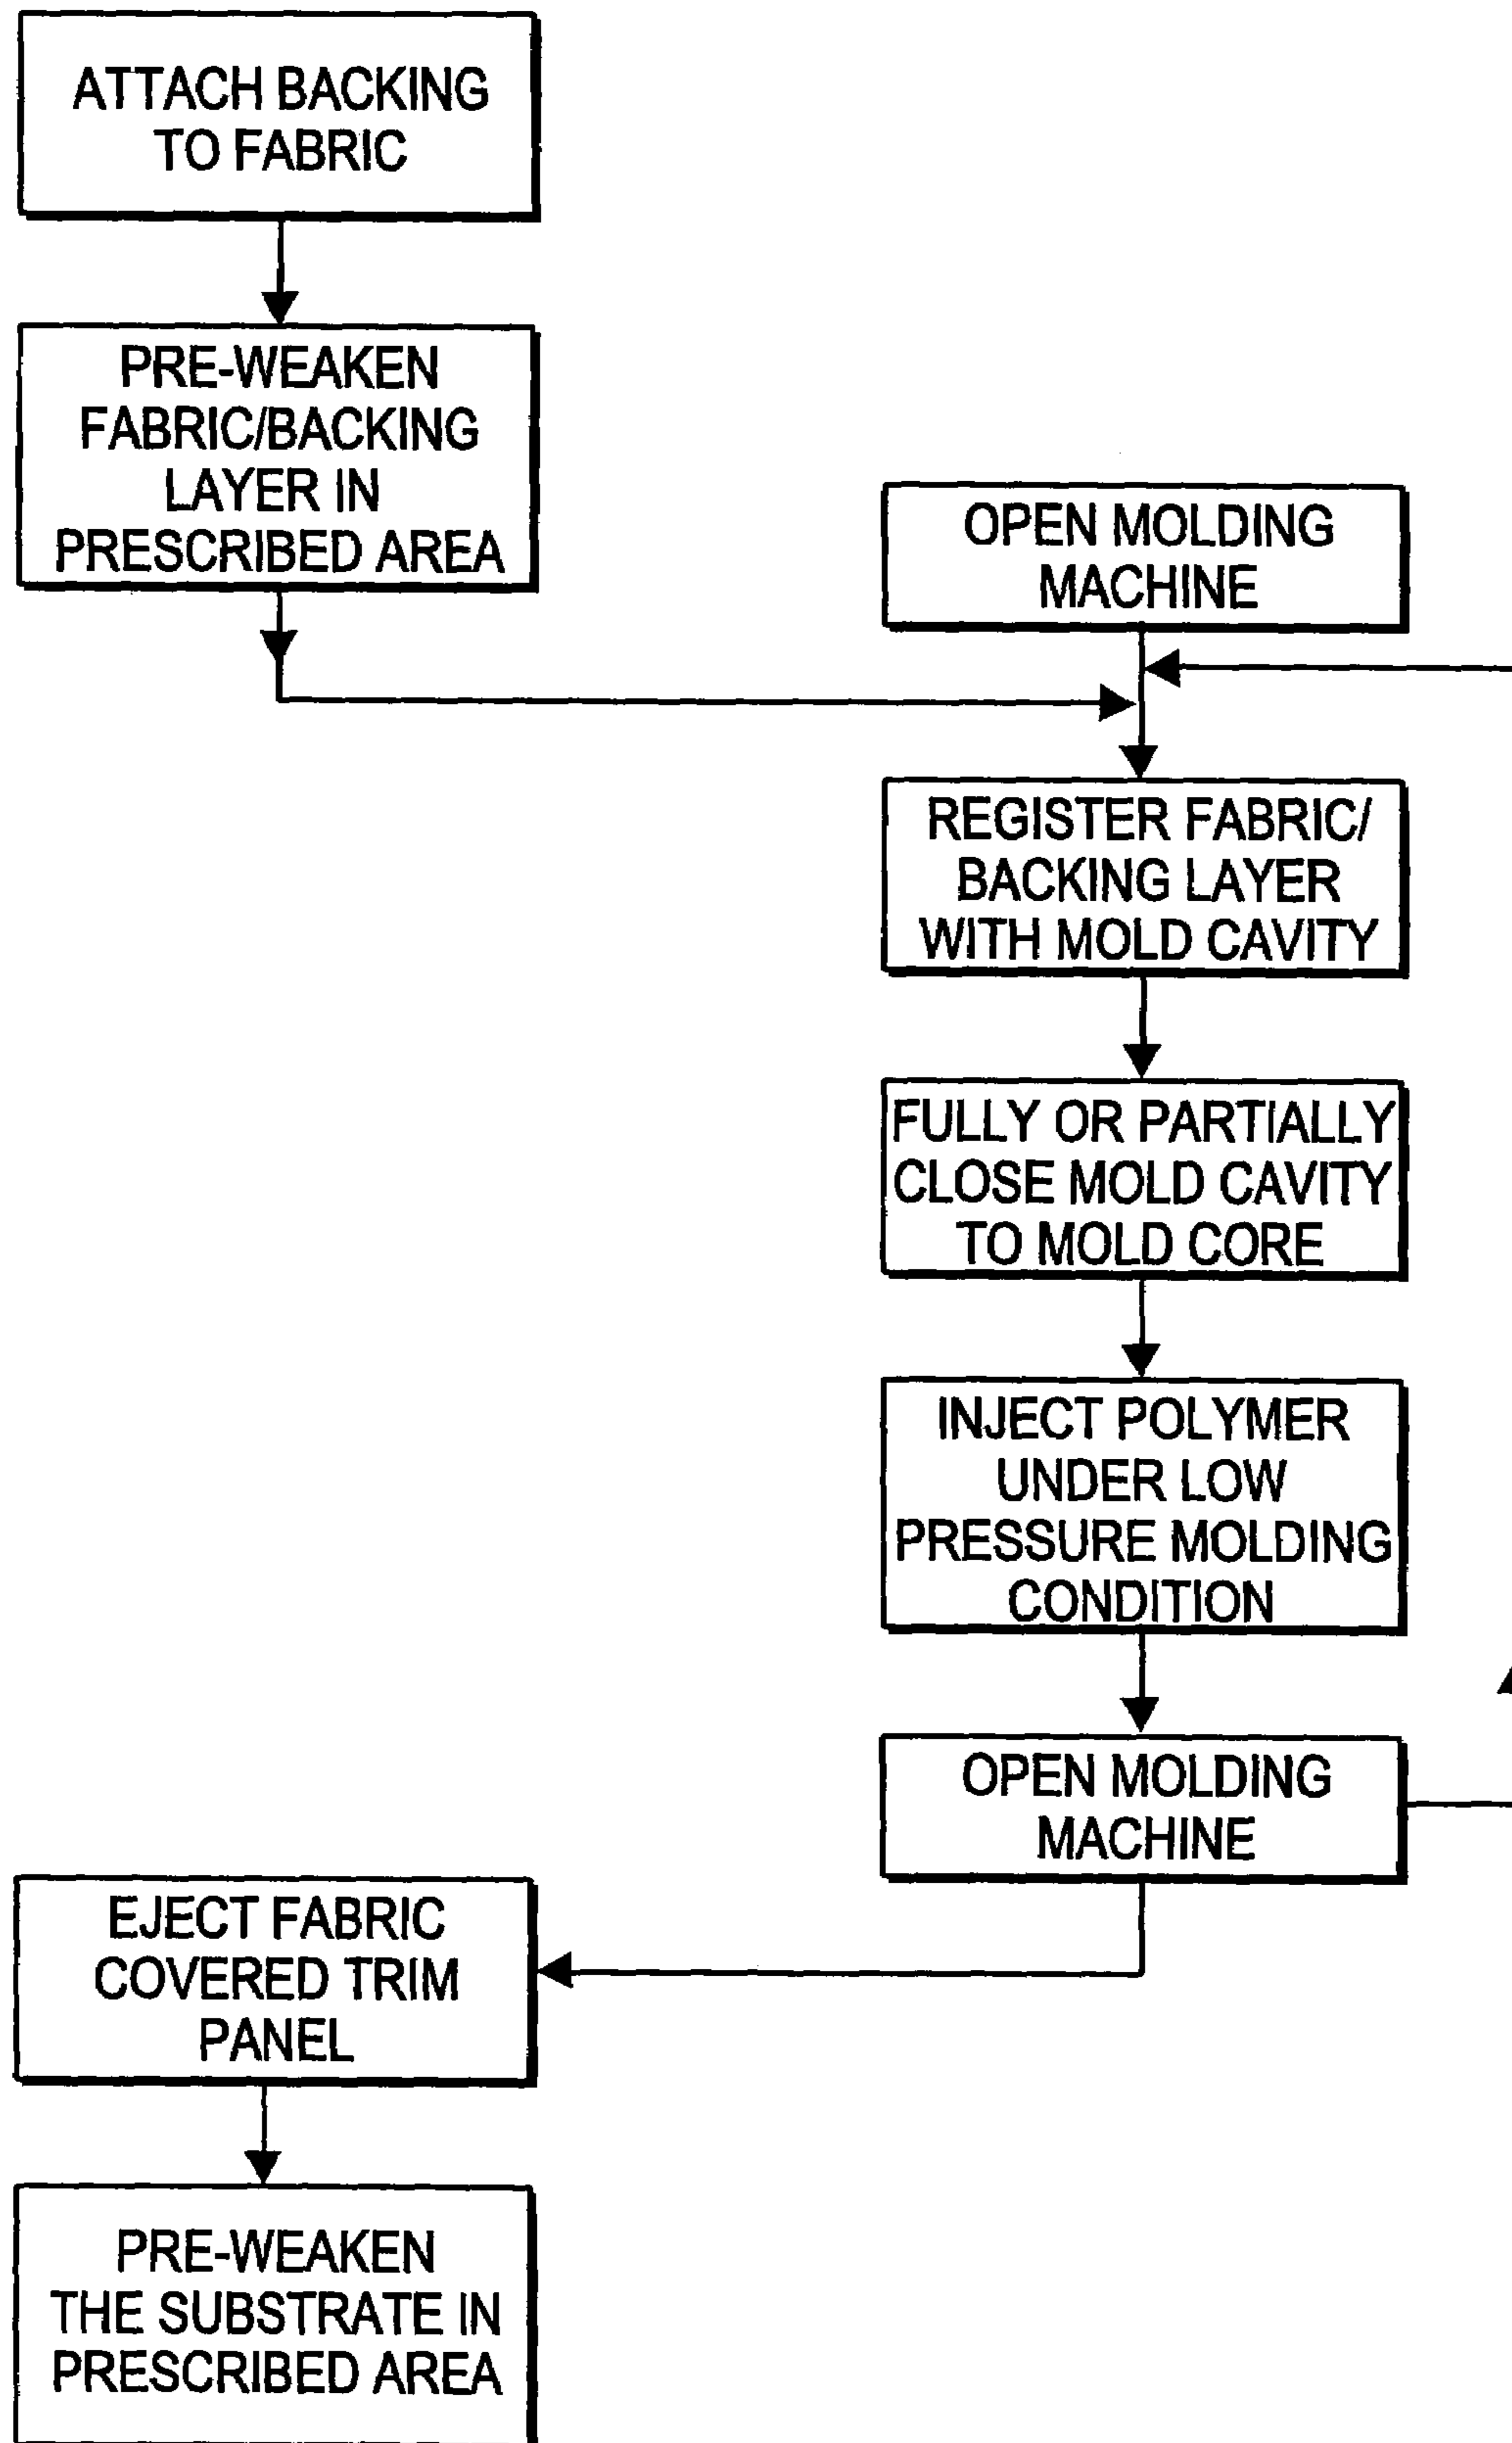 ATTACH BACKING
TO FABRIC
PRE-WEAKEN
FABRIC/BACKING
LAYER IN
PRESCRIBED AREA
OPEN MOLDING
MACHINE
REGISTER FABRIC/
BACKING LAYER
WITH MOLD CAVITY
FULLY OR PARTIALLY
CLOSE MOLD CAVITY
TO MOLD CORE
INJECT POLYMER
UNDER LOW
PRESSURE MOLDING
CONDITION
OPEN MOLDING
MACHINE
EJECT FABRIC
COVERED TRIM
PANEL
PRE-WEAKEN
THE SUBSTRATE IN
PRESCRIBED AREA